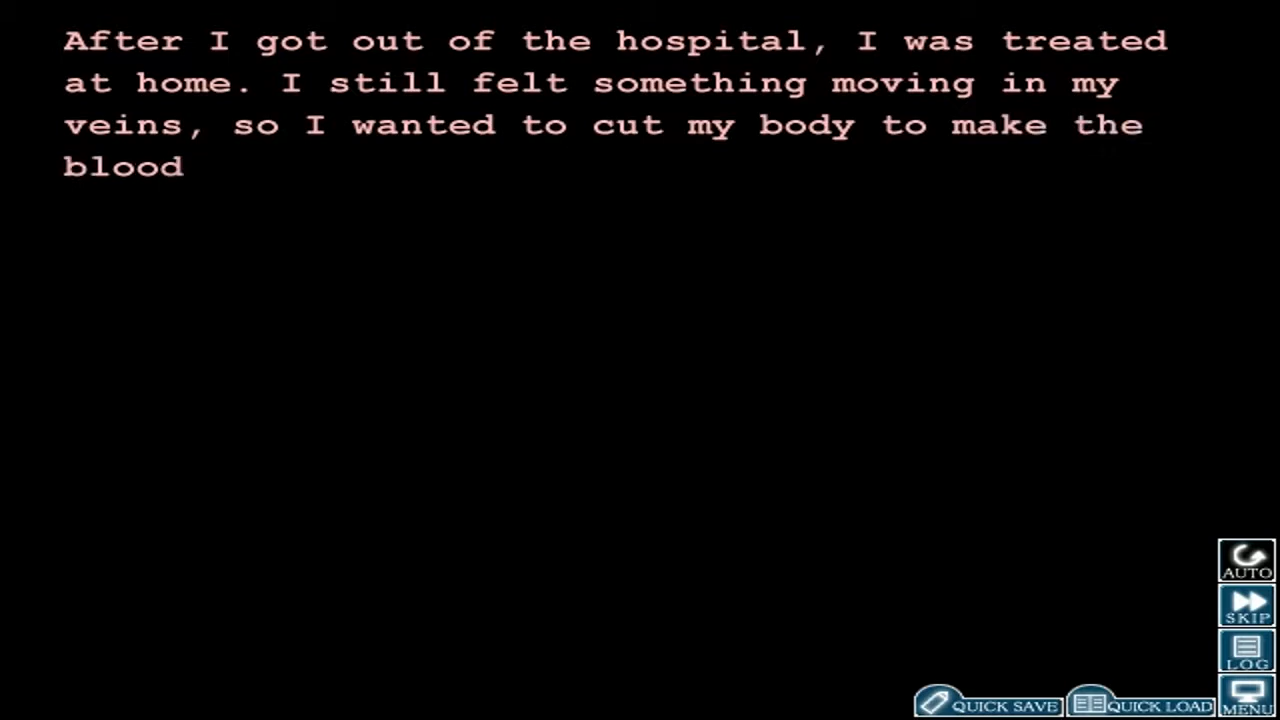 After I got out of the hospital, I was treated
at home. I still felt something moving in my
veins, so I wanted to cut my body to make the
blood
AUTO
SKIP
LOG
QUICK SAVE
QUICK LOAD
MENU